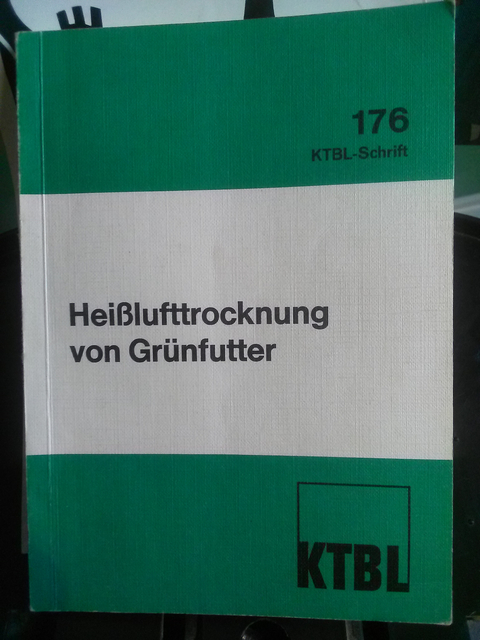 176
KTBL-Schrift
Heißlufttrocknung
von Grünfutter
KTBL